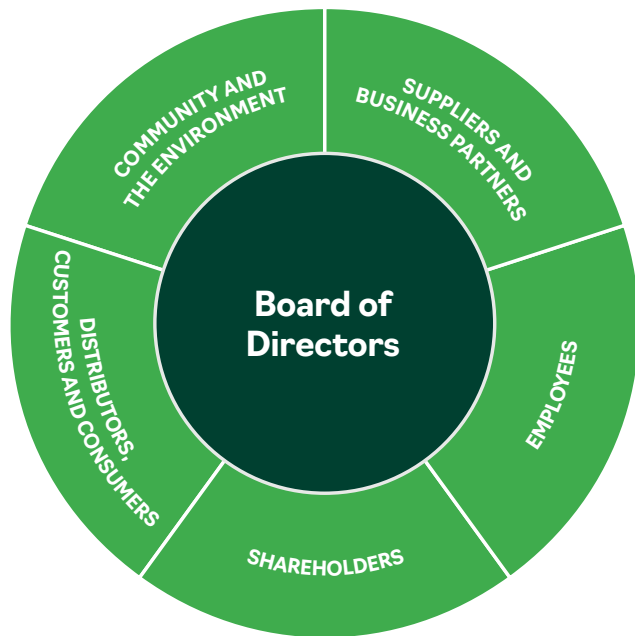 COMMUNITY AND
THE ENVIRONMENT
SUPPLIERS AND
BUSINESS PARTNERS
Board of
Directors
DISTRIBUTORS,
CUSTOMERS AND CONSUMERS
EMPLOYEES
SHAREHOLDERS